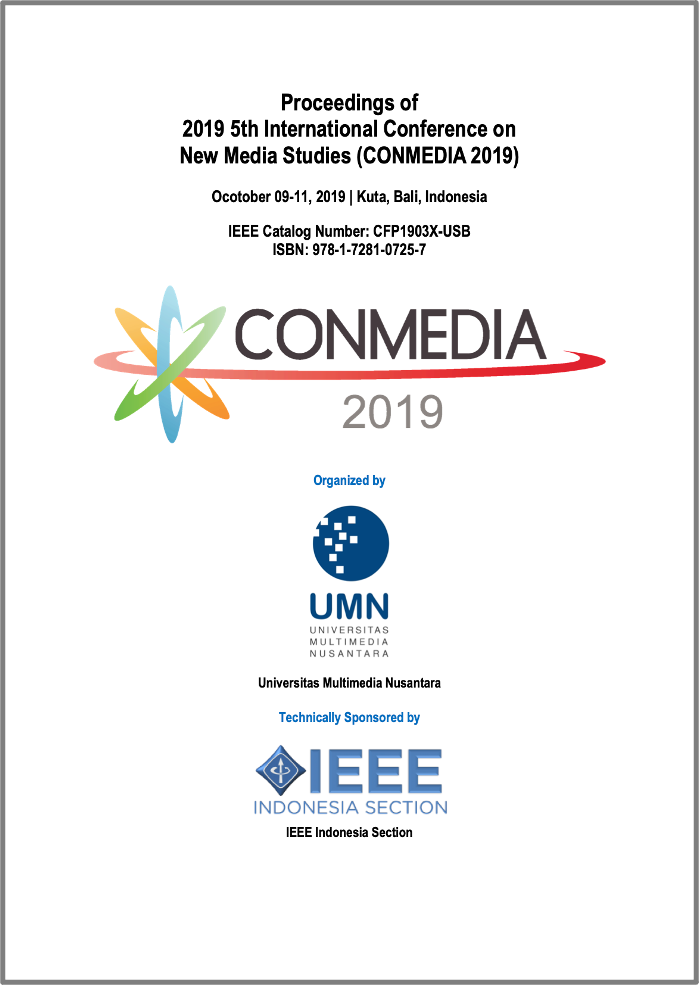 Proceedings of
2019 5th International Conference on
New Media Studies (CONMEDIA 2019)
Ocotober 09-11, 2019 | Kuta, Bali, Indonesia
IEEE Catalog Number: CFP1903X-USB
ISBN: 978-1-7281-0725-7
CONMEDIA
2019
Organized by
UMN
UNIVERSITAS
MULTIMEDIA
NUSANTARA
Universitas Multimedia Nusantara
Technically Sponsored by
IEEE
INDONESIA SECTION
IEEE Indonesia Section